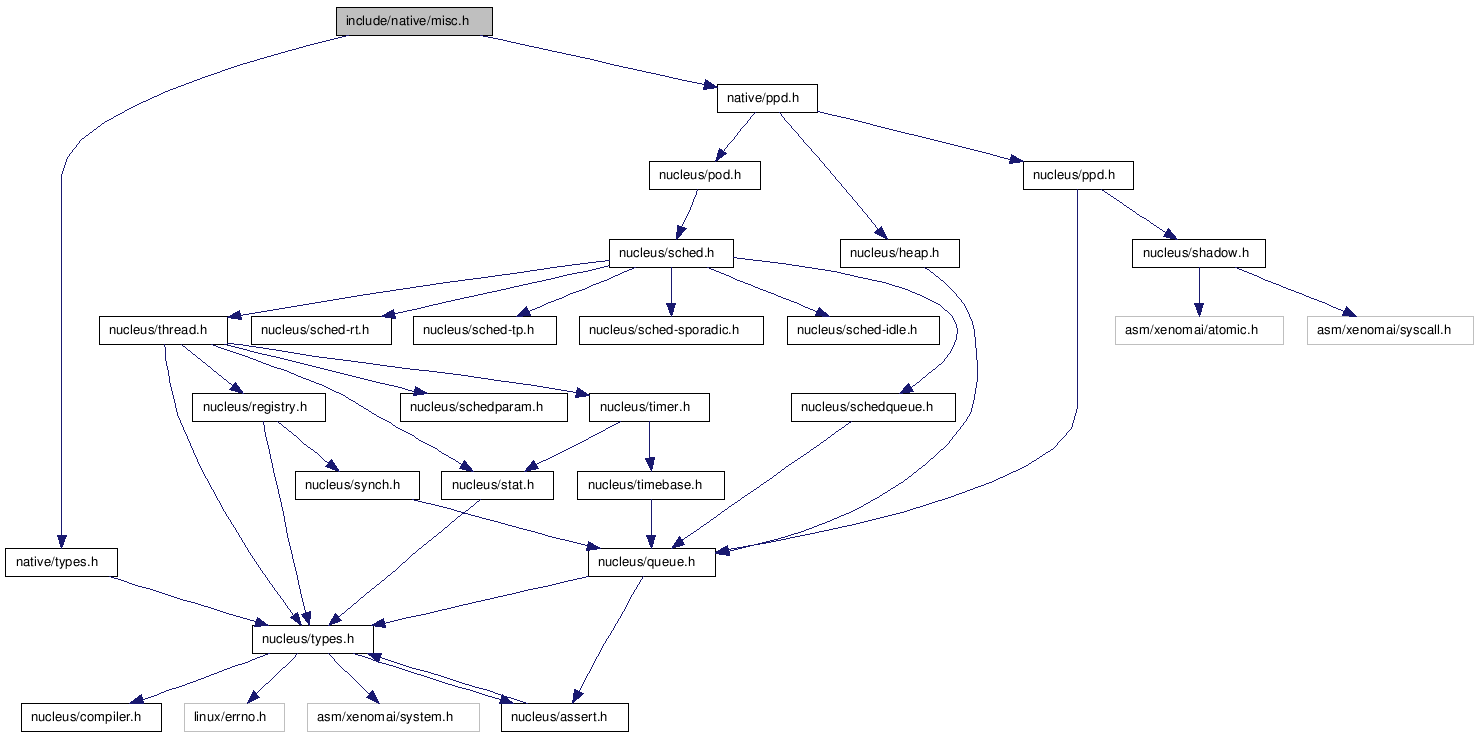 include/native/misc.h
native/ppd.h
nucleus/pod.h
nucleus/ppd.h
nucleus/sched.h
nucleus/heap.h
nucleus/shadow.h
nucleus/thread.h
nucleus/sched-rt.h
nucleus/sched-tp.h
nucleus/sched-sporadic.h
nucleus/sched-idle.h
asm/xenomai/atomic.h
asm/xenomai/syscall.h
nucleus/registry.h
nucleus/schedparam.h
nucleus/timer.h
nucleus/schedqueue.h
nucleus/synch.h
nucleus/stat.h
nucleus/timebase.h
native/types.h
nucleus/queue.h
nucleus/types.h
nucleus/compiler.h
linux/errno.h
asm/xenomai/system.h
nucleus/assert.h